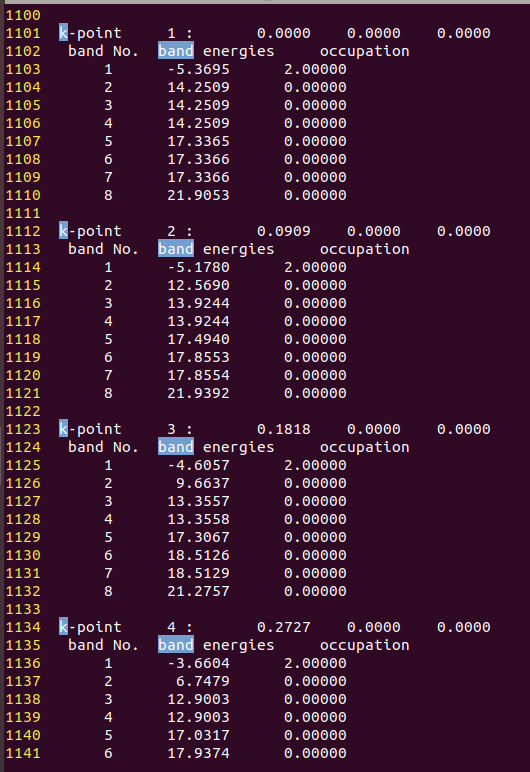 1100
1101 k-point 1 : 0.0000 0.0000 0.0000
1102 band No. band energies occupation
1103 1 -5.3695 2.00000
1104 2 14.2509 0.00000
1105 3 14.2509 0.00000
1106 4 14.2509 0.00000
1107 5 17.3365 0.00000
1108 6 17.3366 0.00000
1109 7 17.3366 0.00000
1110 8 21.9053 0.00000
1111
1112 k-point 2 : 0.0909 0.0000 0.0000
1113 band No. band energies occupation
1114 1 -5.1780 2.00000
1115 2 12.5690 0.00000
1116 3 13.9244 0.00000
1117 4 13.9244 0.00000
1118 5 17.4940 0.00000
1119 6 17.8553 0.00000
1120 7 17.8554 0.00000
1121 8 21.9392 0.00000
1122
1123 k-point 3 : 0.1818 0.0000 0.0000
1124 band No. band energies occupation
1125 1 -4.6057 2.00000
1126 2 9.6637 0.00000
1127 3 13.3557 0.00000
1128 4 13.3558 0.00000
1129 5 17.3067 0.00000
1130 6 18.5126 0.00000
1131 7 18.5129 0.00000
1132 8 21.2757 0.00000
1133
1134 k-point 4 : 0.2727 0.0000 0.0000
1135 band No. band energies occupation
1136 1 -3.6604 2.00000
1137 2 6.7479 0.00000
1138 3 12.9003 0.00000
1139 4 12.9003 0.00000
1140 5 17.0317 0.00000
1141 6 17.9374 0.00000